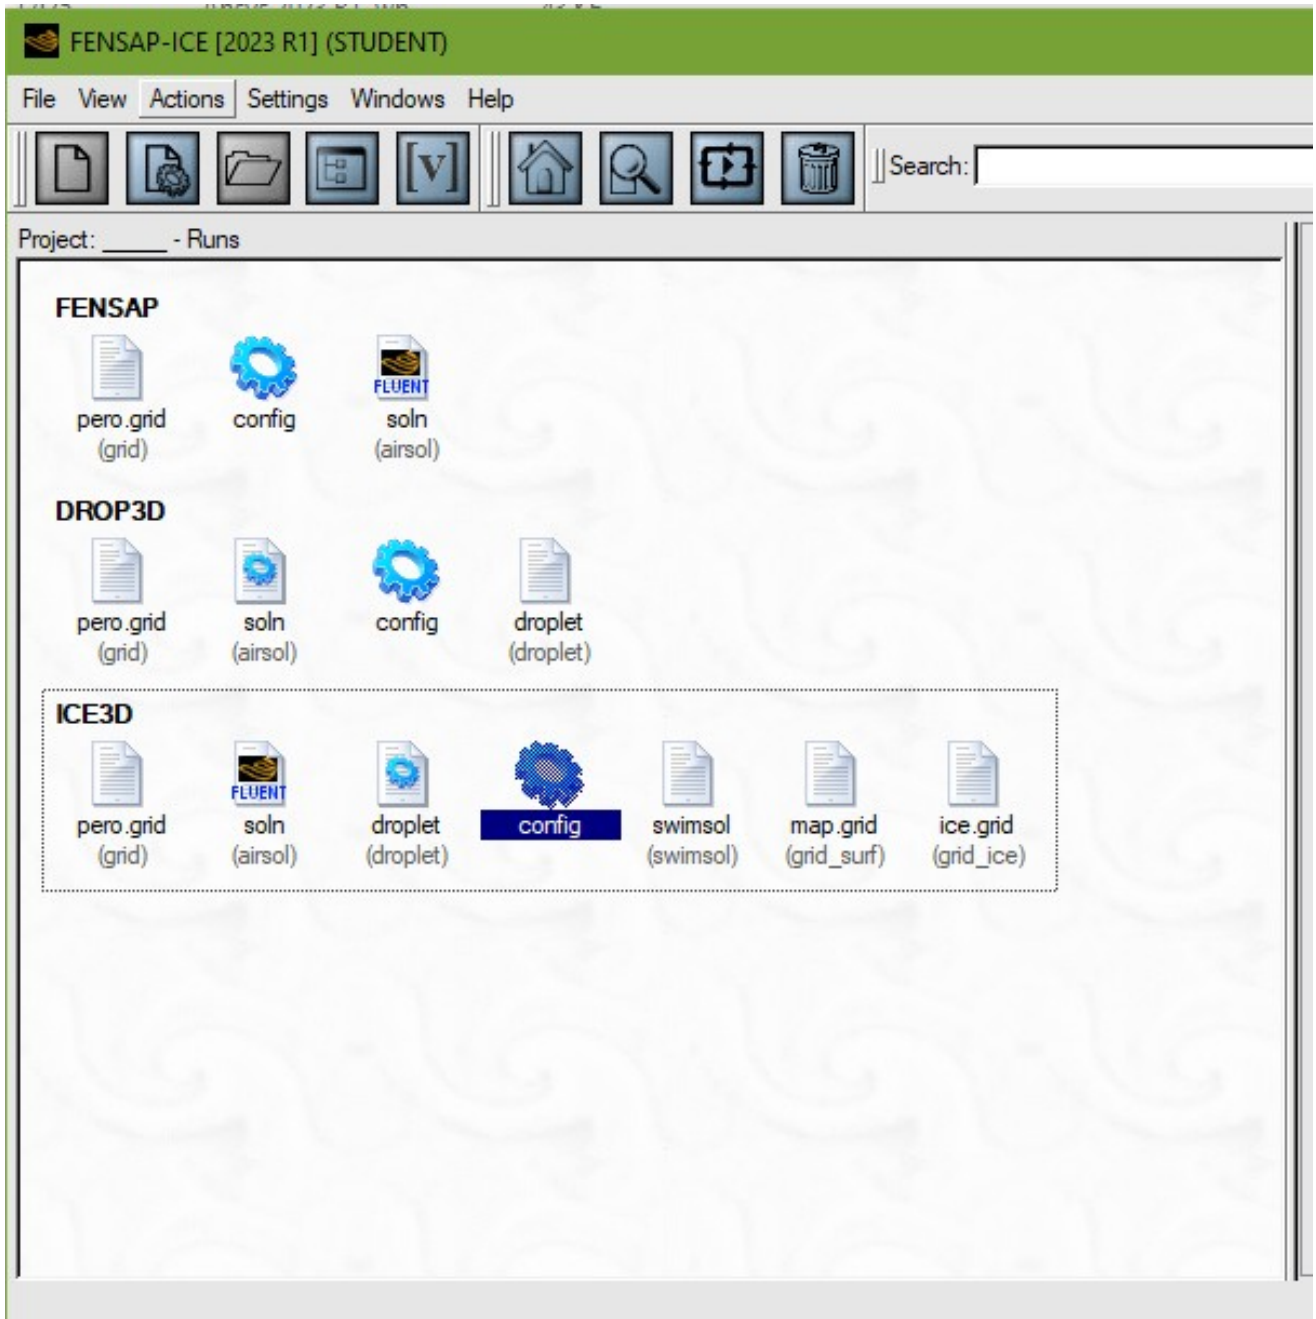 FENSAP-ICE [2023 R1] (STUDENT)
File View Actions Settings Windows Help
[V]
Search:
Project: _____ - Runs
FENSAP
FLUENT
pero.grid config soln
(grid) (airsol)
DROP3D
pero.grid soln config droplet
(grid) (airsol) (droplet)
ICE3D
FLUENT
pero.grid soln droplet config swimsol map.grid ice.grid
(grid) (airsol) (droplet) (swimsol) (grid_surf) (grid_ice)